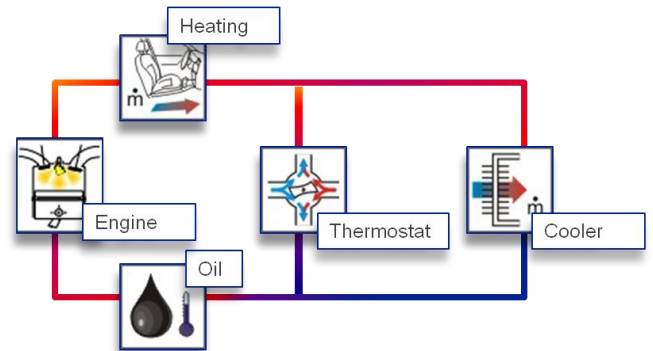 Heating
ṁ
Engine
Thermostat
ṁ
Cooler
Oil